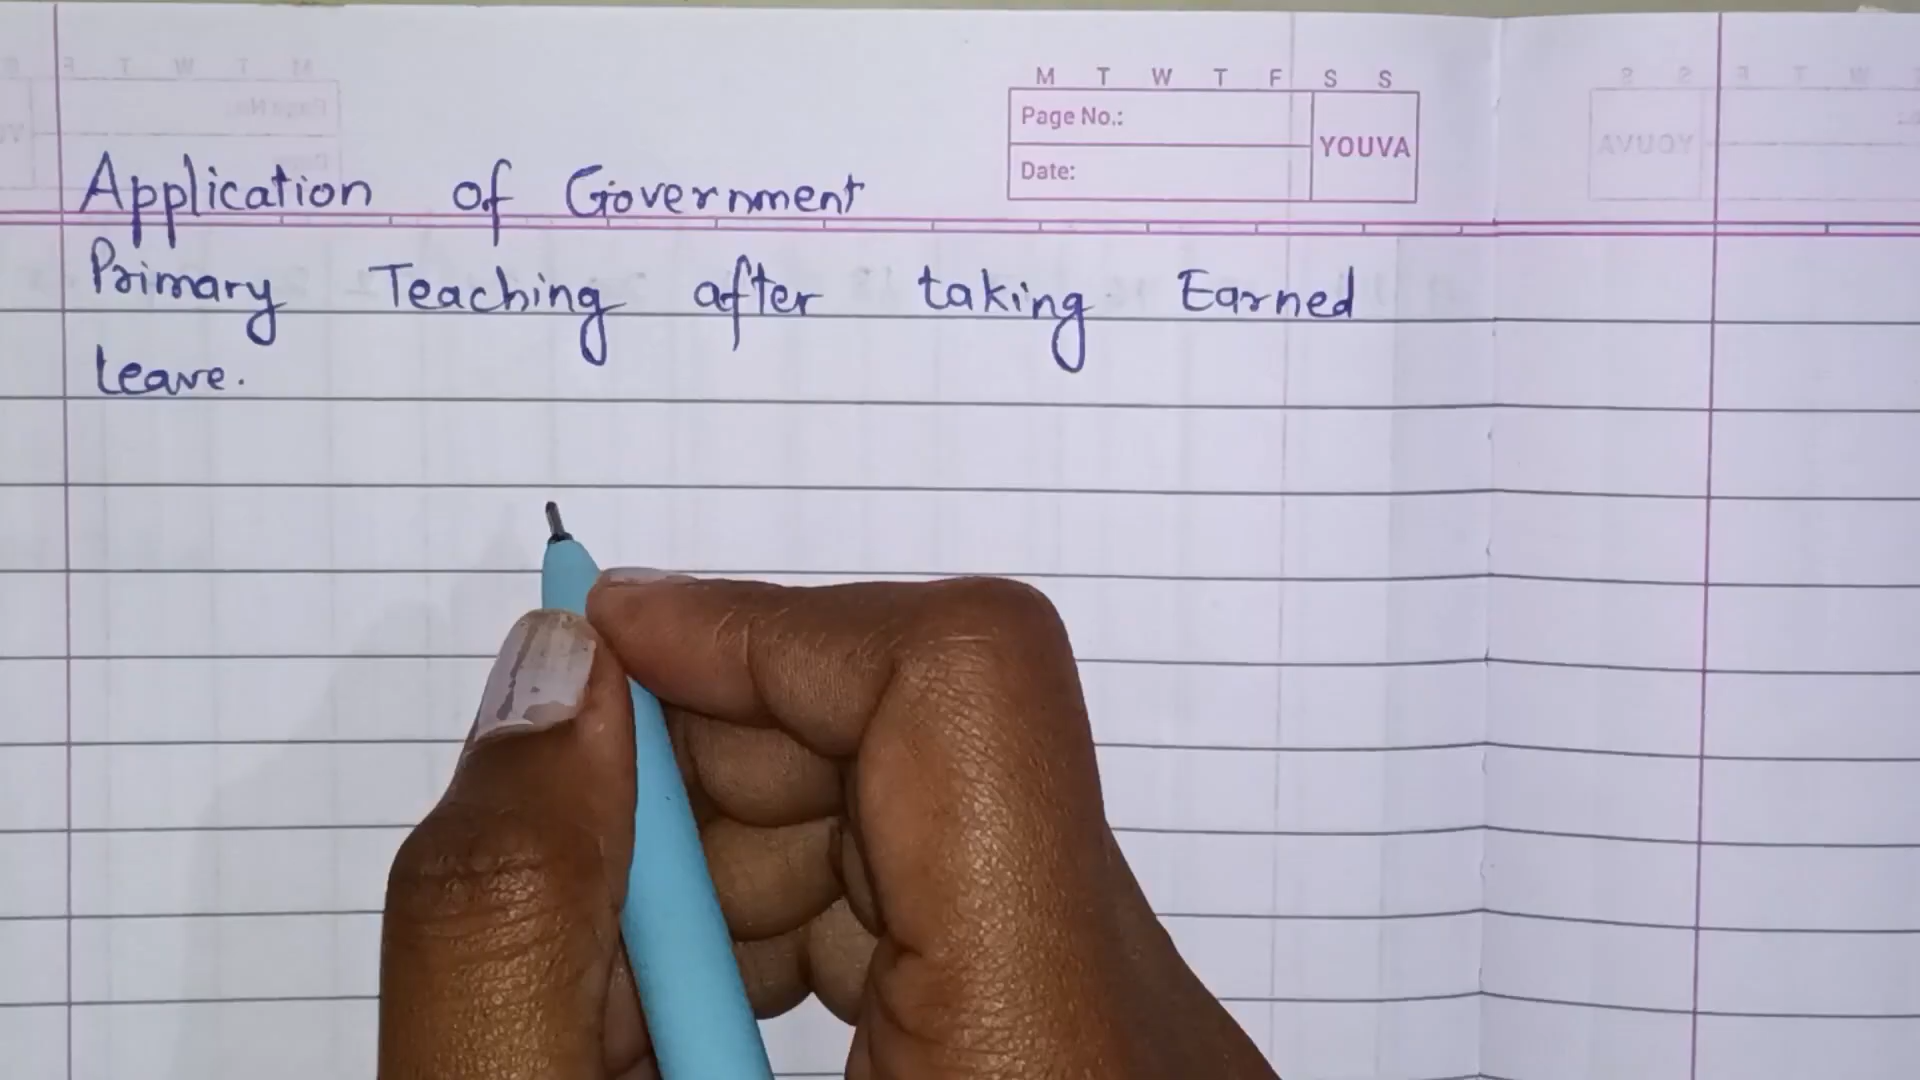 M T W T F S S
Page No.:
YOUVA
Date:
Application of Government
Primary Teaching after taking Earned
leave.